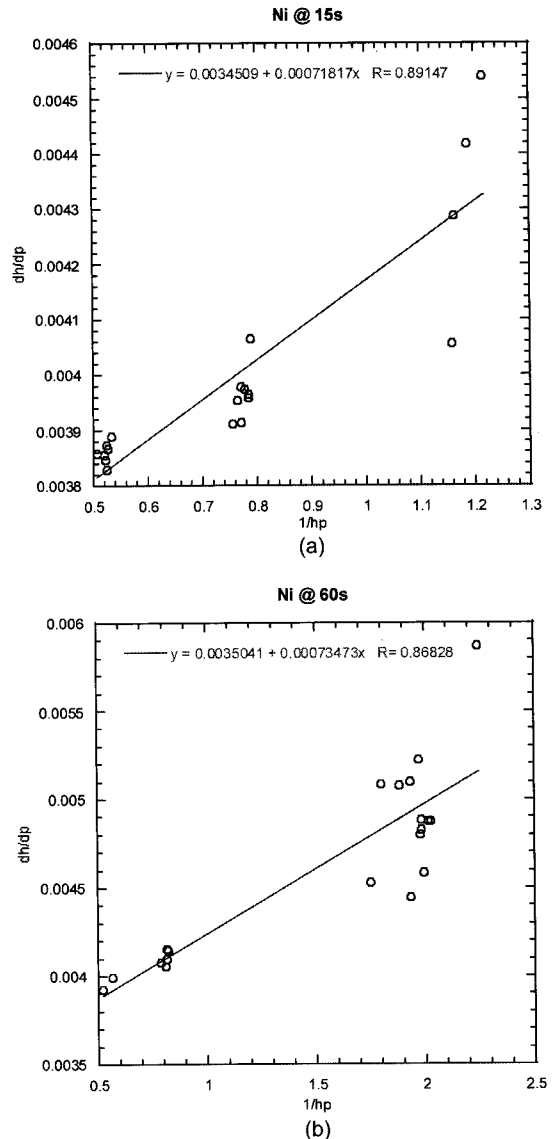 Ni @ 15s
0.0046
y = 0.0034509 + 0.00071817x R= 0.89147
0.0045
0.0044
0.0043
dh/dp
0.0042
0.0041
0.004
0.0039
0.0038
0.5 0.6 0.7 0.8 0.9 1 1.1 1.2 1.3
1/hp
(a)
Ni @ 60s
0.006
y = 0.0035041 + 0.00073473x R= 0.86828
0.0055
0.005
dh/dp
0.0045
0.004
0.0035
0.5 1 1.5 2 2.5
1/hp
(b)